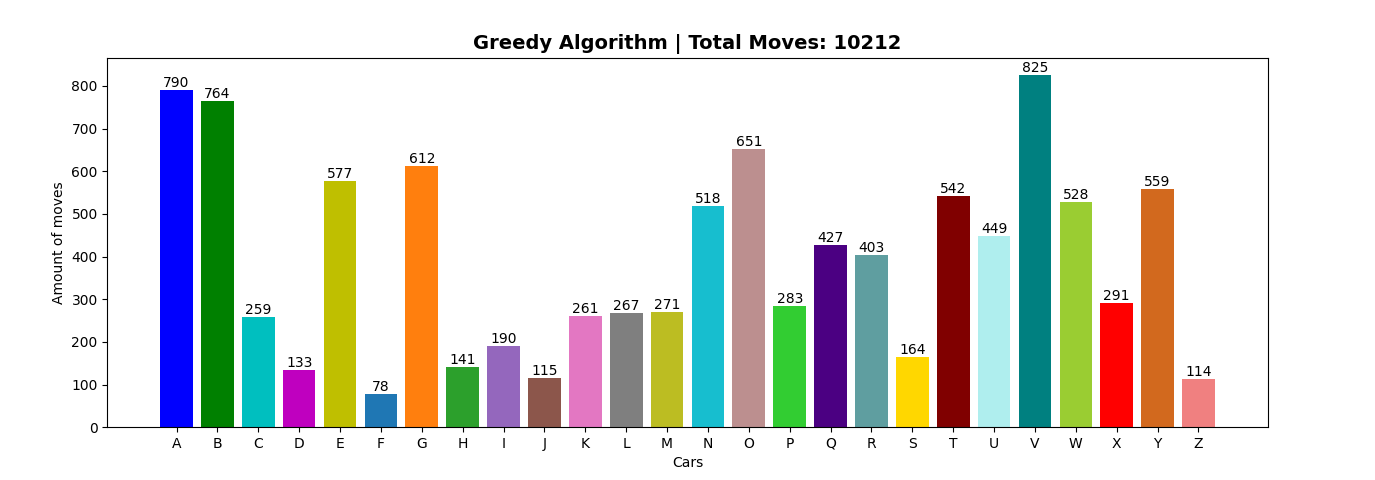 Greedy Algorithm | Total Moves: 10212
Amount of moves
800
700
600
500
400
300
200
100
0
790 764 259 133 577 78 612 141 190 115 261 267 271 518 651 283 427 403 164 542 449 825 528 291 559 114
A B C D E F G H I J K L M N O P Q R S T U V W X Y Z
Cars